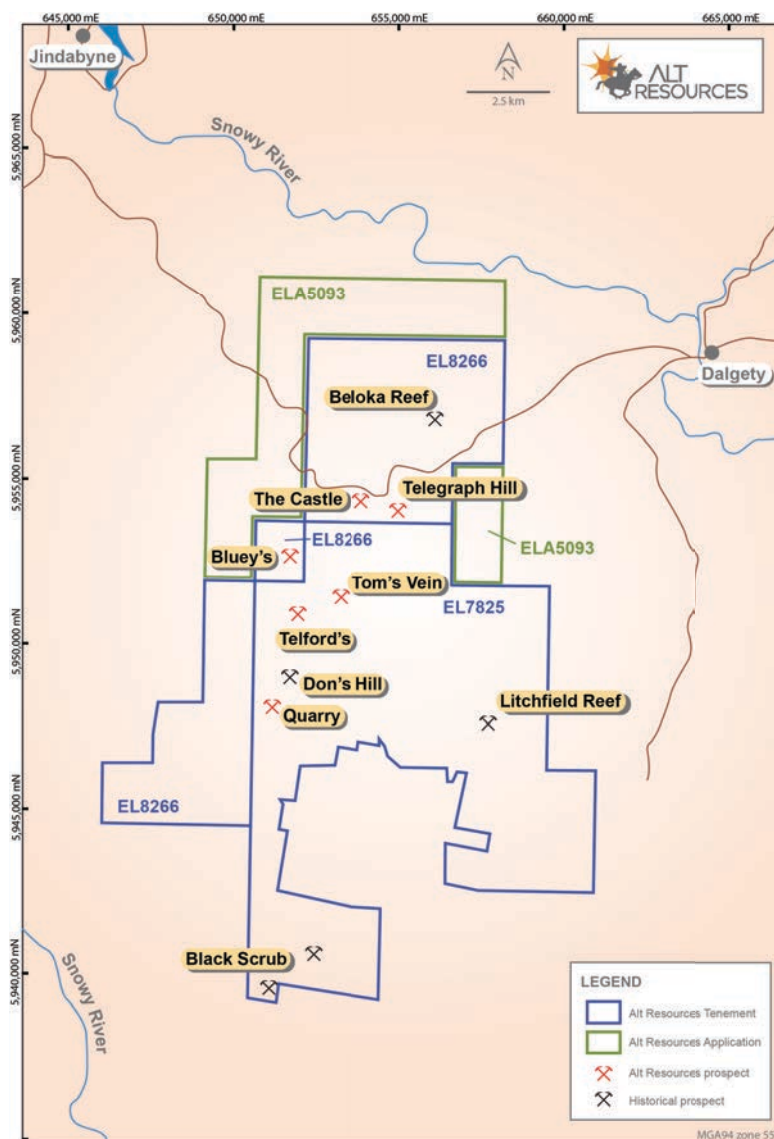 645,000 mE
650,000 mE
655,000 mE
660,000 mE
665,000 mE
Jindabyne
N
2.5 km
ALT
RESOURCES
Snowy River
5,965,000 mN
ELA5093
5,960,000 mN
EL8266
Dalgety
Beloka Reef
5,955,000 mN
The Castle
Telegraph Hill
EL8266
ELA5093
Bluey's
Tom's Vein
EL7825
Telford's
5,950,000 mN
Don's Hill
Litchfield Reef
Quarry
EL8266
5,945,000 mN
Black Scrub
5,940,000 mN
Snowy River
LEGEND
Alt Resources Tenement
Alt Resources Application
Alt Resources prospect
Historical prospect
MGA94 zone 55